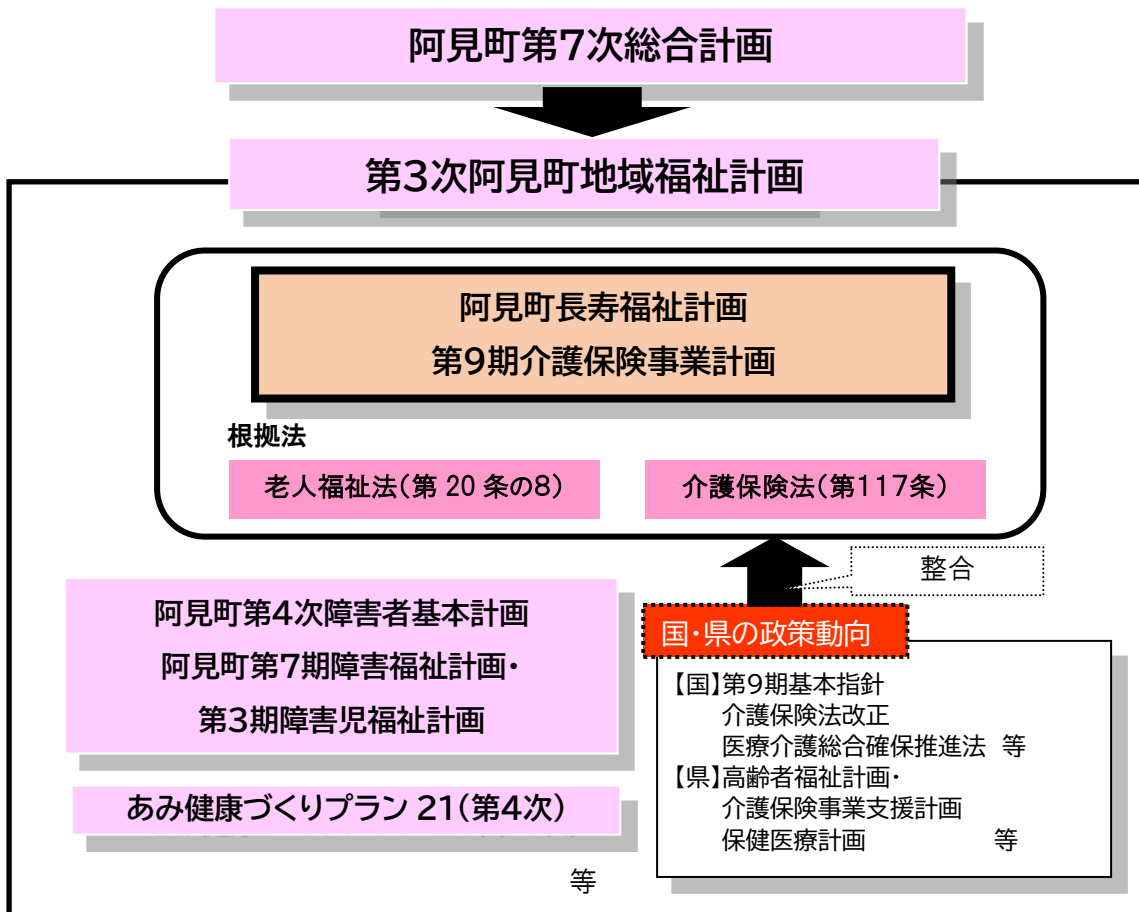 阿見町第7次総合計画
第3次阿見町地域福祉計画
阿見町長寿福祉計画
第9期介護保険事業計画
根拠法
老人福祉法(第 20 条の8)
介護保険法(第117条)
整合
阿見町第4次障害者基本計画
阿見町第7期障害福祉計画・
第3期障害児福祉計画
あみ健康づくりプラン 21(第4次)
等
国・県の政策動向
【国】第9期基本指針
介護保険法改正
医療介護総合確保推進法 等
【県】高齢者福祉計画・
介護保険事業支援計画
保健医療計画 等